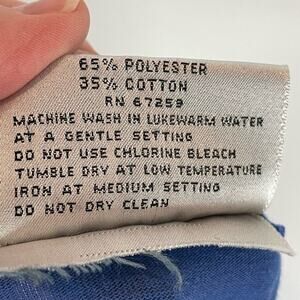 65% POLYESTER
35% COTTON
RN 67259
MACHINE WASH IN LUKEWARM WATER
AT A GENTLE SETTING
DO NOT USE CHLORINE BLEACH
TUMBLE DRY AT LOW TEMPERATURE
IRON AT MEDIUM SETTING
DO NOT DRY CLEAN